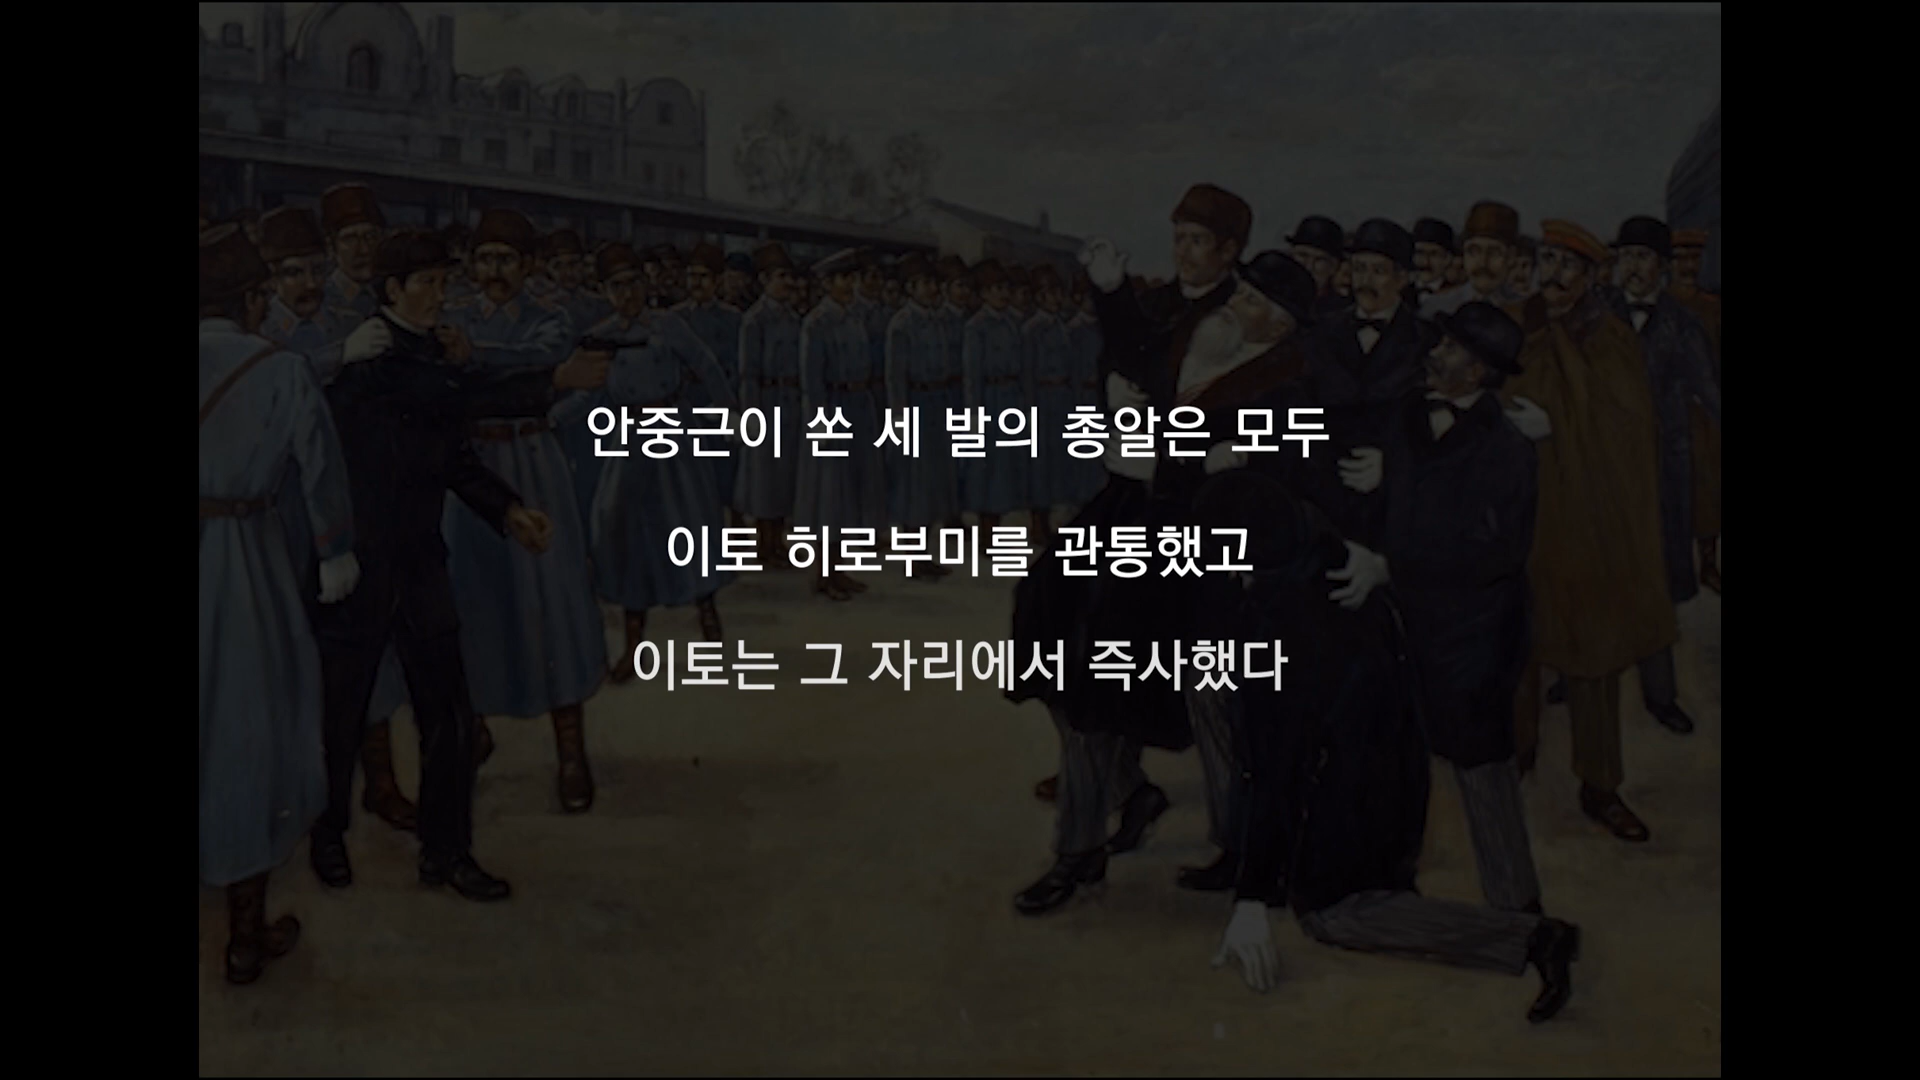 안중근이 쏜 세 발의 총알은 모두
이토 히로부미를 관통했고
이토는 그 자리에서 즉사했다